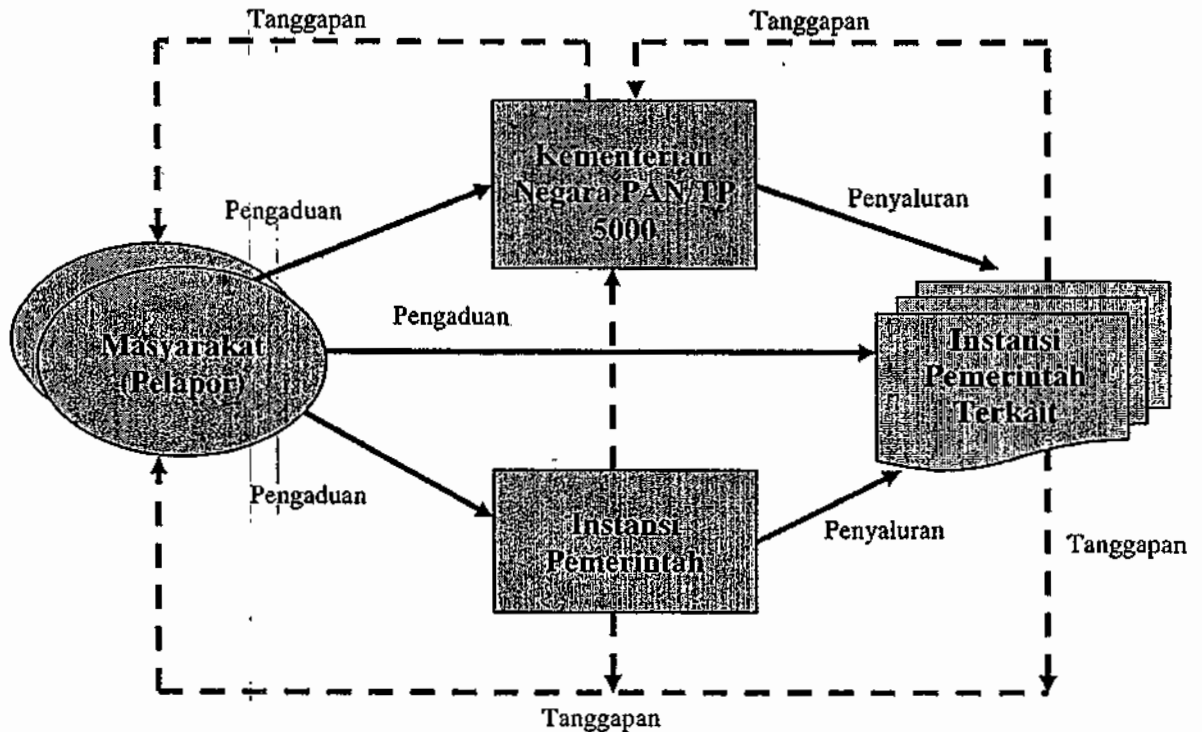 Tanggapan
Tanggapan
Kementerian
Negara PAN/TP
5000
Pengaduan
Penyaluran
Pengaduan
Masyarakat
(Pelapor)
Instansi
Pemerintah
Terkait
Pengaduan
Instansi
Pemerintah
Penyaluran
Tanggapan
Tanggapan